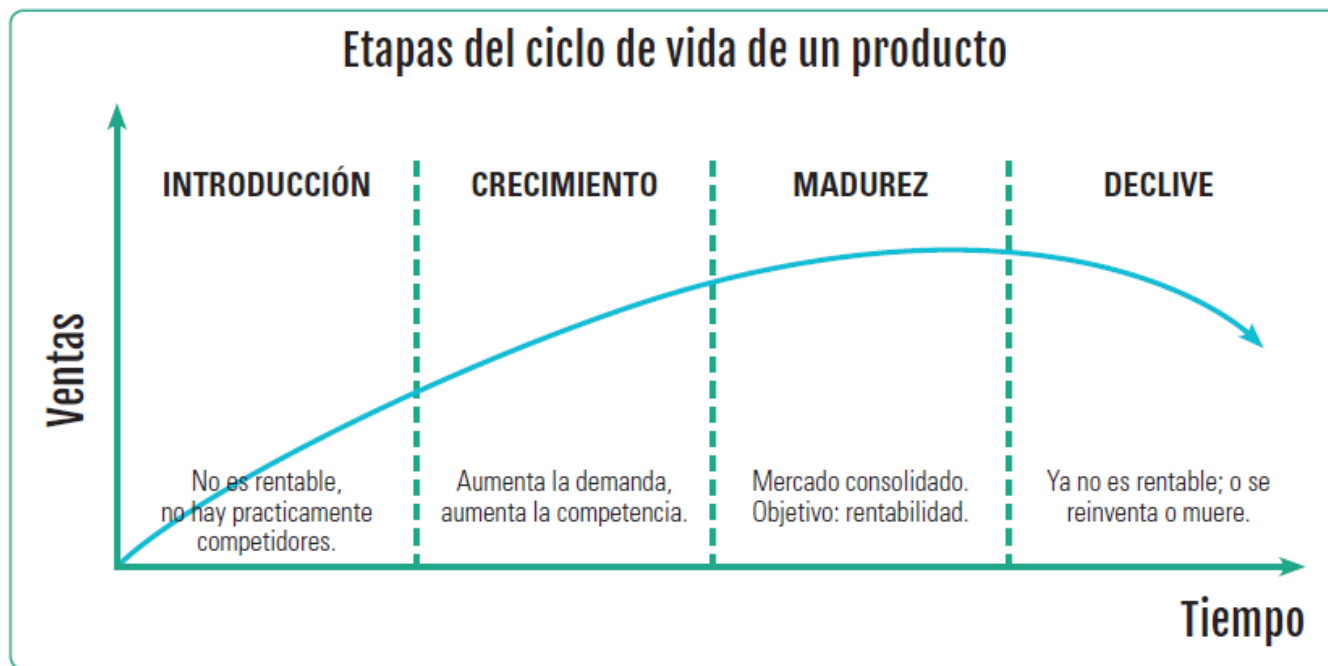 Etapas del ciclo de vida de un producto
INTRODUCCIÓN
CRECIMIENTO
MADUREZ
DECLIVE
Ventas
No es rentable,
no hay practicamente
competidores.
Aumenta la demanda,
aumenta la competencia.
Mercado consolidado.
Objetivo: rentabilidad.
Ya no es rentable; o se
reinventa o muere.
Tiempo